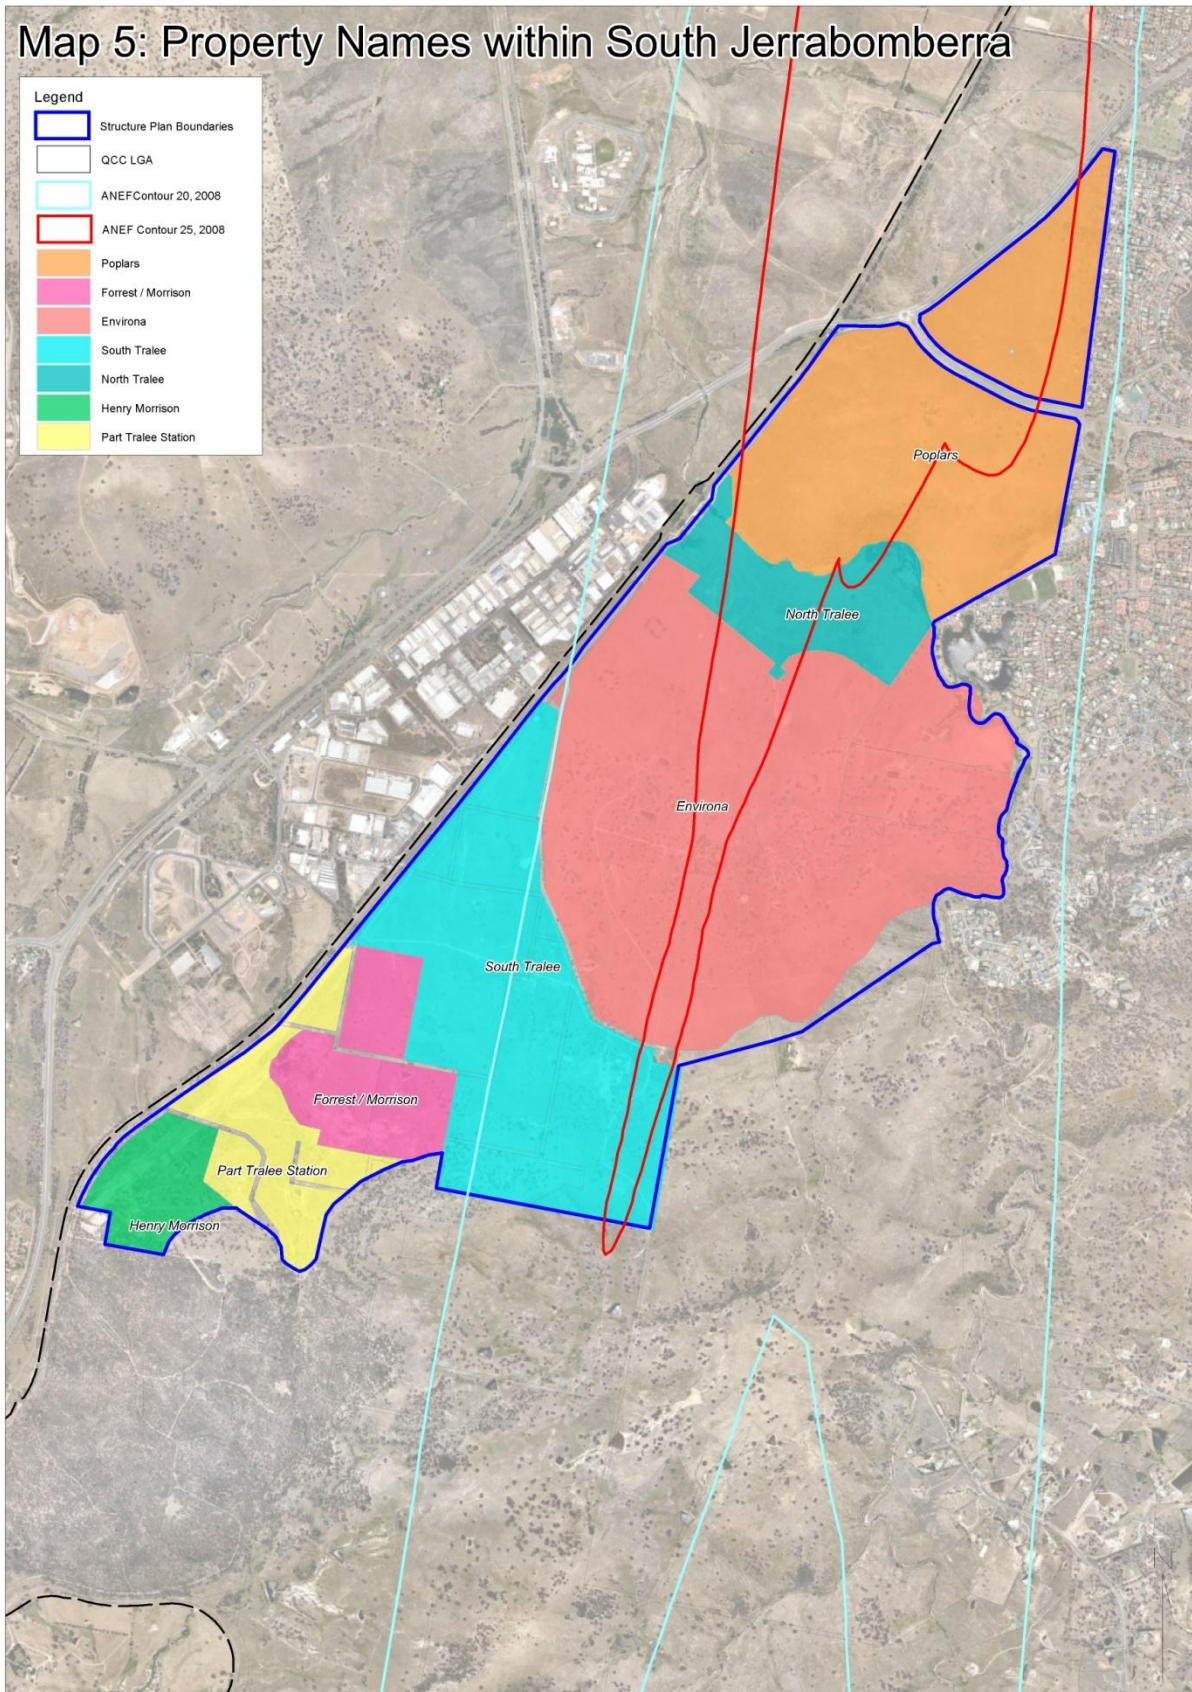 Map 5: Property Names within South Jerrabomberra
Legend
Structure Plan Boundaries
QCC LGA
ANEFContour 20, 2008
ANEF Contour 25, 2008
Poplars
Forrest / Morrison
Environa
South Tralee
North Tralee
Henry Morrison
Part Tralee Station
Poplars
North Tralee
Environa
South Tralee
Forrest / Morrison
Part Tralee Station
Henry Morrison
N